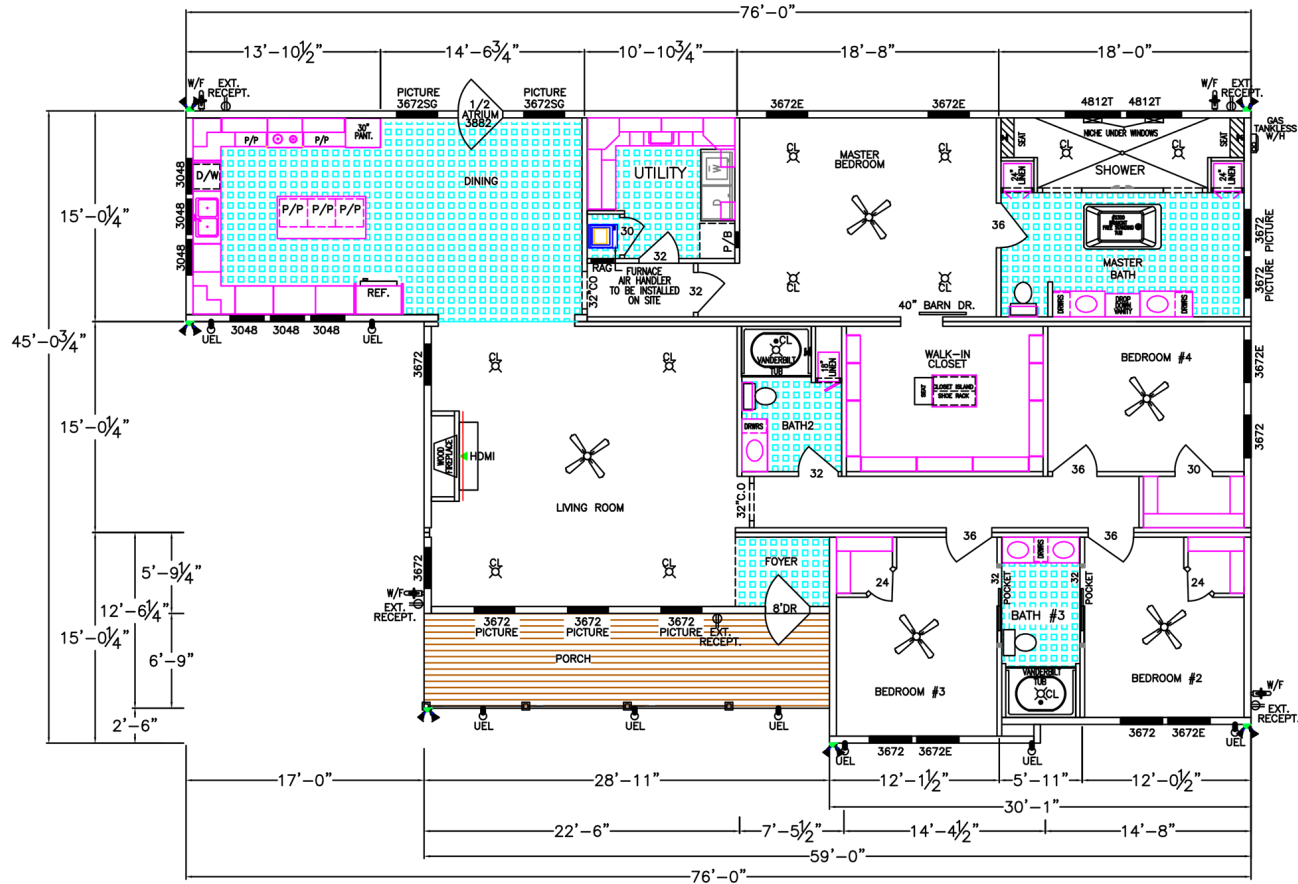 76'-0"
13'-10½"
14'-6¾"
10'-10¾"
18'-8"
18'-0"
W/F
EXT.
RECEPT.
PICTURE
3672SG
1/2
ATRIUM
3882
PICTURE
3672SG
3672E
3672E
4812T
4812T
W/F
EXT.
RECEPT.
GAS
TANKLESS
W/H
P/P
P/P
30"
PANT.
D/W
3048
3048
3048
P/P
P/P
P/P
DINING
REF.
UTILITY
W
D
P/B
30
32
RAG
FURNACE
AIR HANDLER
TO BE INSTALLED
ON SITE
32"CO
32
MASTER
BEDROOM
CL
CL
CL
CL
36
40" BARN DR.
SEAT
NICHE UNDER WINDOWS
SEAT
CL
CL
SHOWER
24"
LINEN
24"
LINEN
FREE STANDING
TUB
MASTER
BATH
DRWRS
DROP
DOWN
VANITY
DRWRS
3672
PICTURE
3672
PICTURE
15'-0¼"
45'-0¾"
15'-0¼"
15'-0¼"
5'-9¼"
12'-6¼"
6'-9"
2'-6"
3048
3048
3048
UEL
UEL
3672
CL
CL
WOOD
FIREPLACE
HDMI
LIVING ROOM
CL
CL
3672
W/F
EXT.
RECEPT.
CL
VANDERBILT
TUB
18"
LINEN
BATH2
DRWRS
32
32"C.O
WALK-IN
CLOSET
SEAT
CLOSET ISLAND
SHOE RACK
BEDROOM #4
3672E
3672
36
30
36
36
FOYER
8'DR
3672
PICTURE
3672
PICTURE
3672
PICTURE
EXT.
RECEPT.
PORCH
UEL
UEL
UEL
24
BEDROOM #3
32
POCKET
DRWRS
32
POCKET
BATH #3
VANDERBILT
TUB
CL
24
BEDROOM #2
W/F
EXT.
RECEPT.
3672
3672E
UEL
3672
3672E
UEL
UEL
17'-0"
28'-11"
12'-1½"
5'-11"
12'-0½"
30'-1"
22'-6"
7'-5½"
14'-4½"
14'-8"
59'-0"
76'-0"